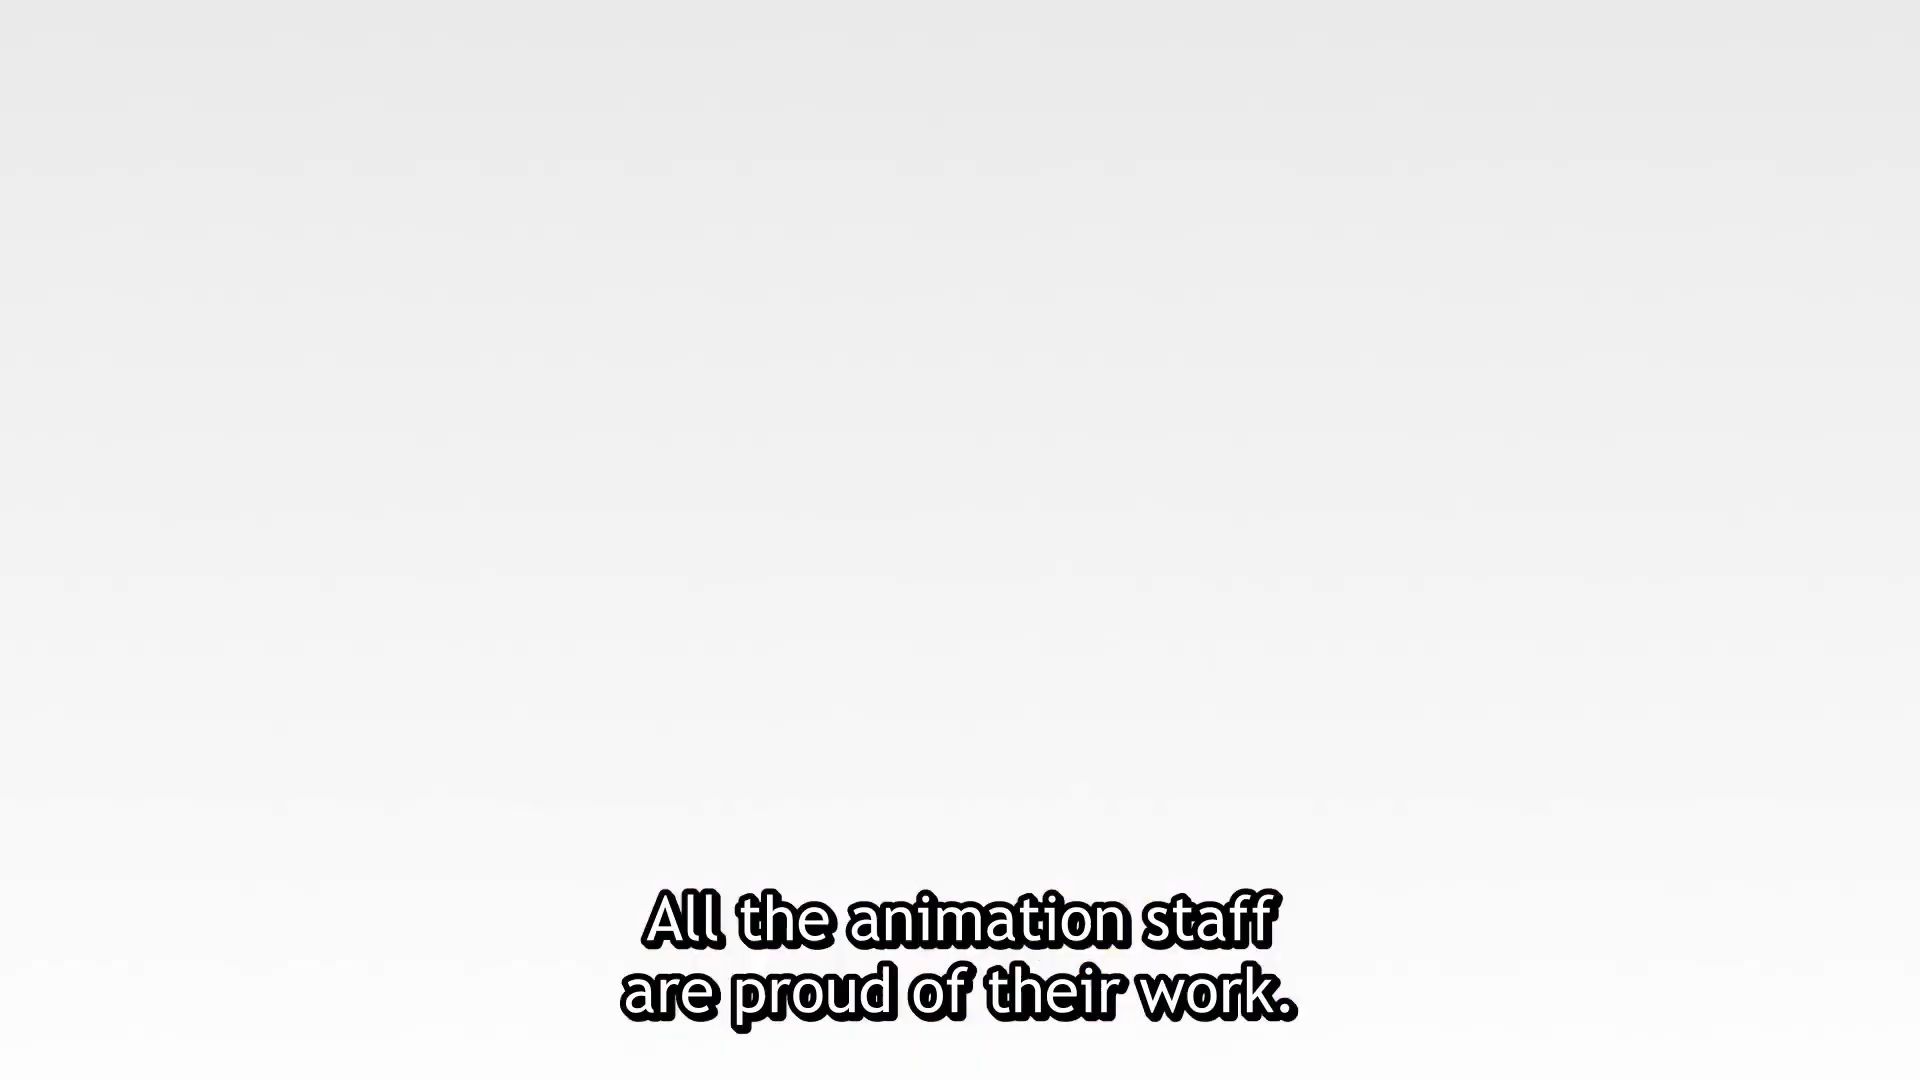 All the animation staff
are proud of their work.